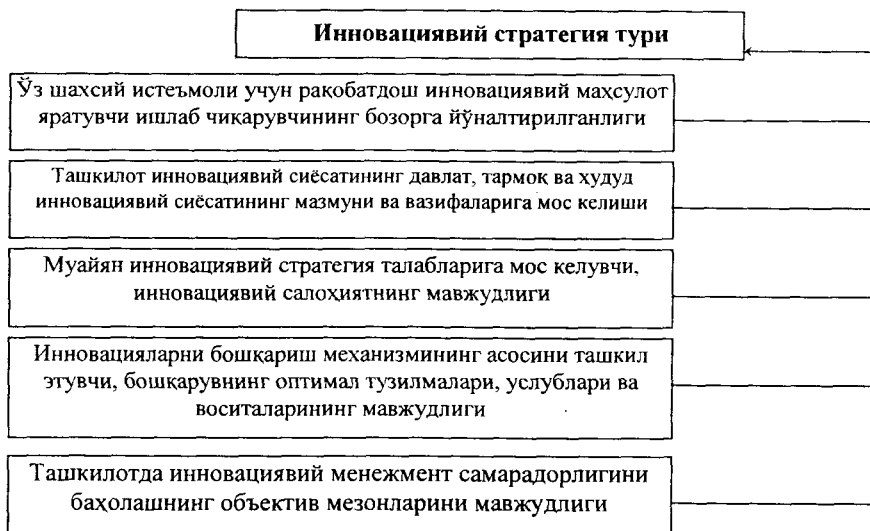 Инновациявий стратегия тури
Ўз шахсий истеъмоли учун рақобатдош инновациявий маҳсулот
яратувчи ишлаб чиқарувчининг бозорга йўналтирилганлиги
Ташкилот инновациявий сиёсатининг давлат, тармоқ ва ҳудуд
инновациявий сиёсатининг мазмуни ва вазифаларига мос келиши
Муайян инновациявий стратегия талабларига мос келувчи,
инновациявий салоҳиятнинг мавжудлиги
Инновацияларни бошқариш механизмининг асосини ташкил
этувчи, бошқарувнинг оптимал тузилмалари, услублари ва
воситаларининг мавжудлиги
Ташкилотда инновациявий менежмент самарадорлигини
баҳолашнинг объектив мезонларини мавжудлиги